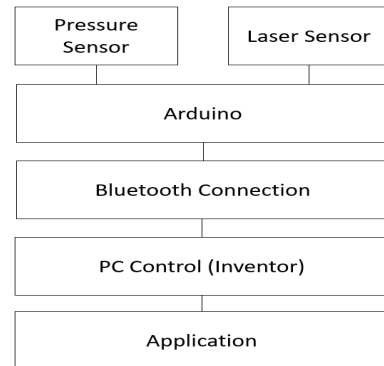 Pressure
Sensor
Laser Sensor
Arduino
Bluetooth Connection
PC Control (Inventor)
Application